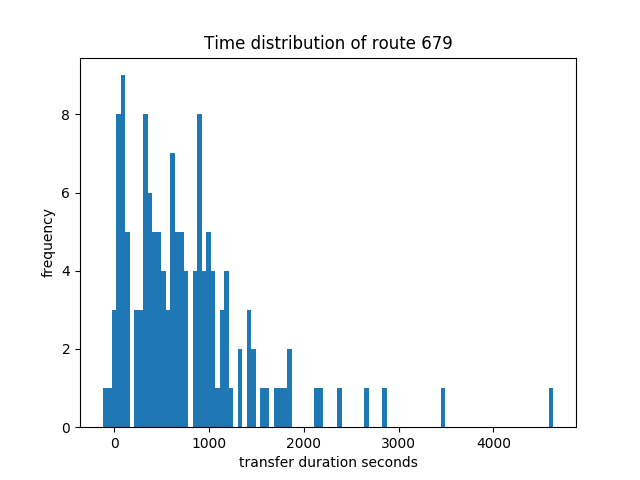 Time distribution of route 679
frequency
8
6
4
2
0
0 1000 2000 3000 4000
transfer duration seconds